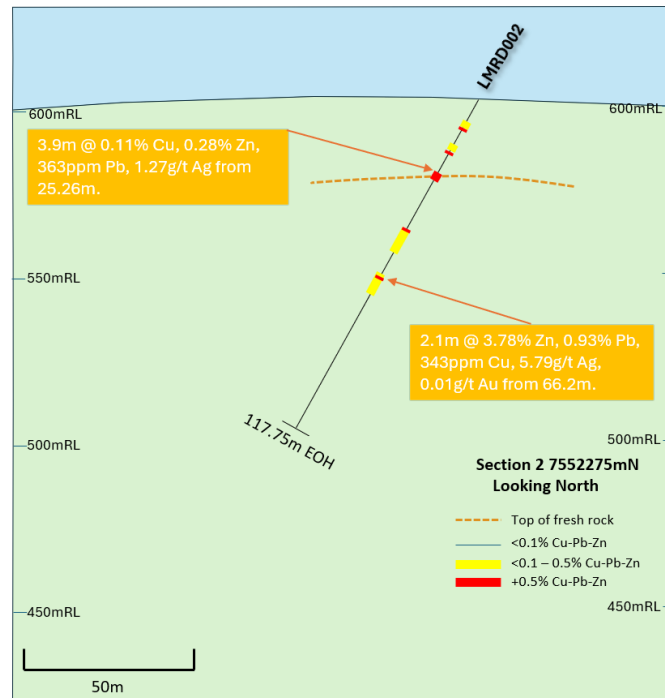 LMRD002
600mRL
600mRL
3.9m @ 0.11% Cu, 0.28% Zn,
363ppm Pb, 1.27g/t Ag from
25.26m.
550mRL
2.1m @ 3.78% Zn, 0.93% Pb,
343ppm Cu, 5.79g/t Ag,
0.01g/t Au from 66.2m.
117.75m EOH
500mRL
500mRL
Section 2 7552275mN
Looking North
Top of fresh rock
<0.1% Cu-Pb-Zn
<0.1 – 0.5% Cu-Pb-Zn
+0.5% Cu-Pb-Zn
450mRL
450mRL
50m